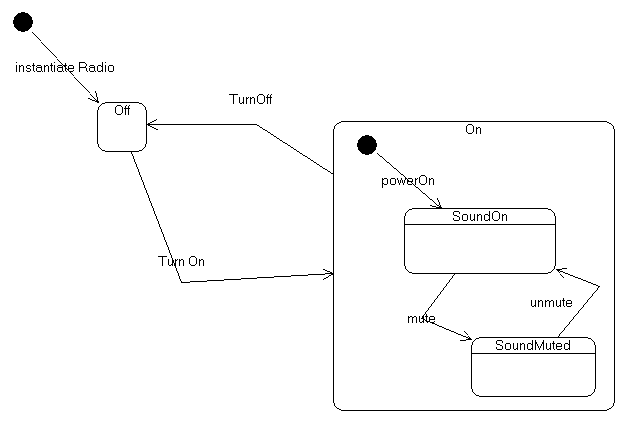 instantiate Radio
Off
TurnOff
On
powerOn
SoundOn
Turn On
mute
unmute
SoundMuted